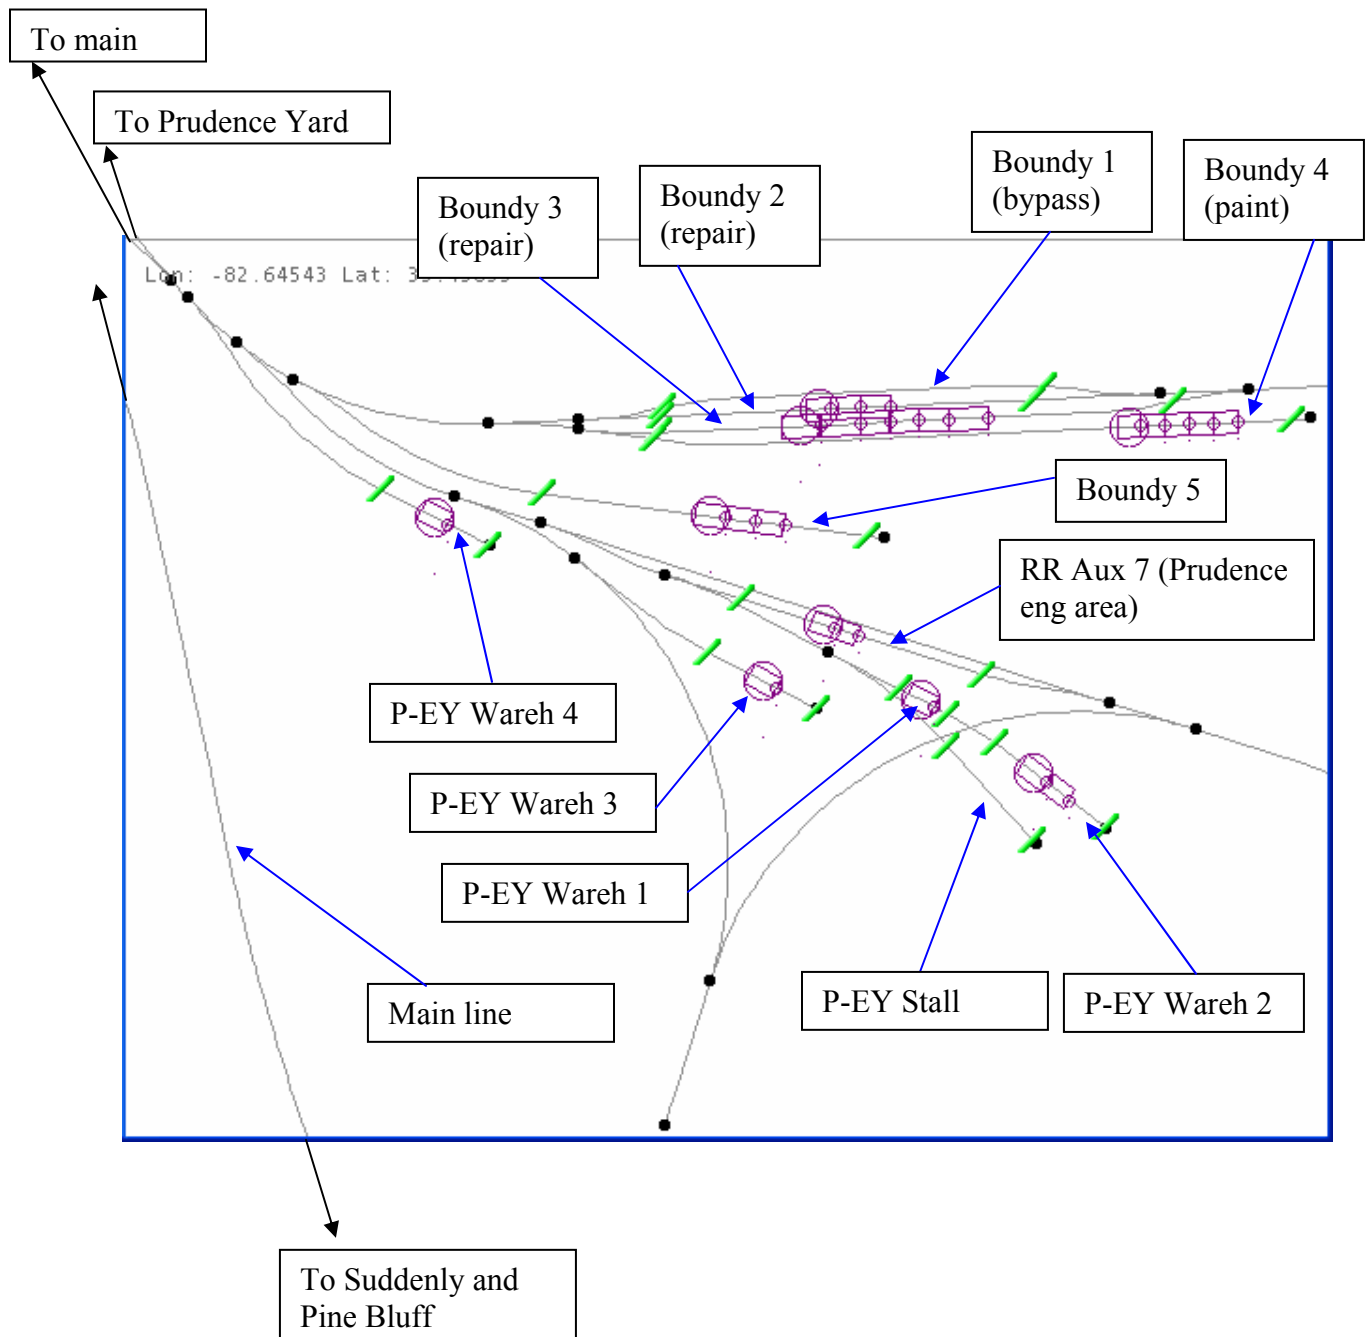 To main
To Prudence Yard
Boundy 1
(bypass)
Boundy 4
(paint)
Boundy 2
(repair)
Boundy 3
(repair)
Lon: -82.64543 Lat:
Boundy 5
RR Aux 7 (Prudence
eng area)
P-EY Wareh 4
P-EY Wareh 3
P-EY Wareh 1
P-EY Stall
P-EY Wareh 2
Main line
To Suddenly and
Pine Bluff